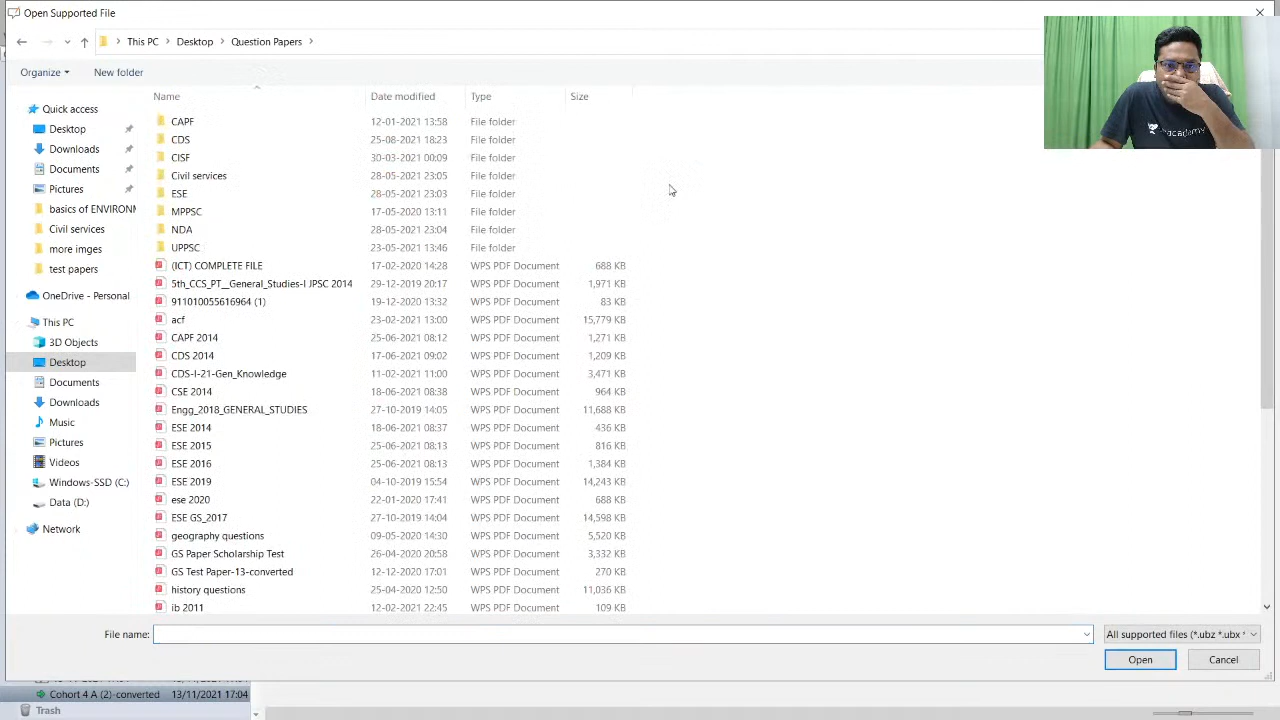 Open Supported File
This PC > Desktop > Question Papers >
Organize New folder
Name Date modified Type Size
Quick access
Desktop
Downloads
Documents
Pictures
basics of ENVIRONM
Civil services
more imges
test papers
OneDrive - Personal
This PC
3D Objects
Desktop
Documents
Downloads
Music
Pictures
Videos
Windows-SSD (C:)
Data (D:)
Network
CAPF 12-01-2021 13:58 File folder
CDS 25-08-2021 18:23 File folder
CISF 30-03-2021 00:09 File folder
Civil services 28-05-2021 23:05 File folder
ESE 28-05-2021 23:03 File folder
MPPSC 17-05-2020 13:11 File folder
NDA 28-05-2021 23:04 File folder
UPPSC 23-05-2021 13:46 File folder
(ICT) COMPLETE FILE 17-02-2020 14:28 WPS PDF Document 688 KB
5th_CCS_PT__General_Studies-I JPSC 2014 29-12-2019 20:17 WPS PDF Document 1,971 KB
911010055616964 (1) 19-12-2020 13:32 WPS PDF Document 83 KB
acf 23-02-2021 13:00 WPS PDF Document 15,779 KB
CAPF 2014 25-06-2021 08:12 WPS PDF Document 1,271 KB
CDS 2014 17-06-2021 09:02 WPS PDF Document 1,209 KB
CDS-I-21-Gen_Knowledge 11-02-2021 11:00 WPS PDF Document 3,471 KB
CSE 2014 18-06-2021 08:38 WPS PDF Document 964 KB
Engg_2018_GENERAL_STUDIES 27-10-2019 14:05 WPS PDF Document 11,688 KB
ESE 2014 18-06-2021 08:37 WPS PDF Document 436 KB
ESE 2015 25-06-2021 08:13 WPS PDF Document 816 KB
ESE 2016 25-06-2021 08:13 WPS PDF Document 1,384 KB
ESE 2019 04-10-2019 15:54 WPS PDF Document 14,243 KB
ese 2020 22-01-2020 17:41 WPS PDF Document 688 KB
ESE GS_2017 27-10-2019 14:04 WPS PDF Document 14,598 KB
geography questions 09-05-2020 14:30 WPS PDF Document 5,520 KB
GS Paper Scholarship Test 26-04-2020 20:58 WPS PDF Document 3,332 KB
GS Test Paper-13-converted 12-12-2020 17:01 WPS PDF Document 270 KB
history questions 25-04-2020 12:50 WPS PDF Document 11,036 KB
ib 2011 12-02-2021 22:45 WPS PDF Document 109 KB
File name: All supported files (*.ubz *.ubx *
Open Cancel
Cohort 4 A (2)-converted 13/11/2021 17:04
Trash